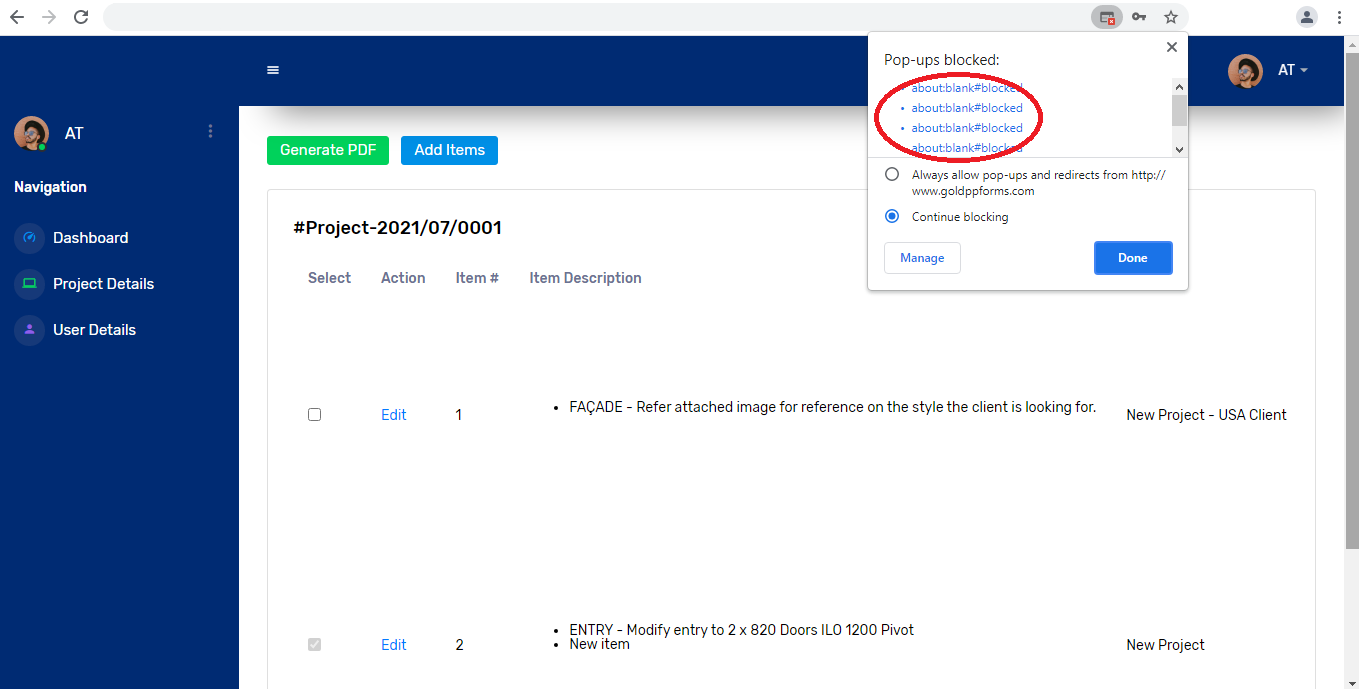 Pop-ups blocked:
about:blank#blocked
about:blank#blocked
about:blank#blocked
about:blank#blocked
Always allow pop-ups and redirects from http://
www.goldppforms.com
Continue blocking
Manage
Done
AT
AT
Navigation
Dashboard
Project Details
User Details
Generate PDF
Add Items
#Project-2021/07/0001
Select Action Item # Item Description
Edit 1 • FAÇADE - Refer attached image for reference on the style the client is looking for. New Project - USA Client
• ENTRY - Modify entry to 2 x 820 Doors ILO 1200 Pivot
Edit 2 • New item New Project